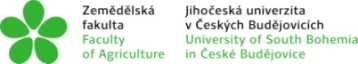 Zemědělská
fakulta
Faculty
of Agriculture
Jihočeská univerzita
v Českých Budějovicích
University of South Bohemia
in České Budějovice